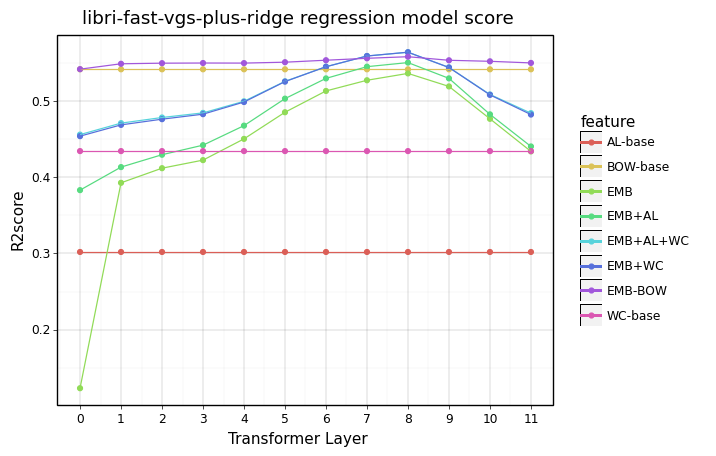 libri-fast-vgs-plus-ridge regression model score
R2score
0.5
0.4
0.3
0.2
0 1 2 3 4 5 6 7 8 9 10 11
Transformer Layer
feature
AL-base
BOW-base
EMB
EMB+AL
EMB+AL+WC
EMB+WC
EMB-BOW
WC-base